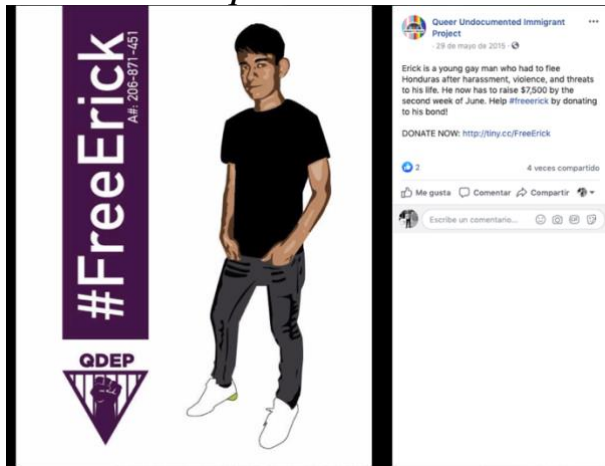 #FreeErick
A#: 206-871-451
QDEP
Queer Undocumented Immigrant
Project
· 29 de mayo de 2015 ·
Erick is a young gay man who had to flee
Honduras after harassment, violence, and threats
to his life. He now has to raise $7,500 by the
second week of June. Help #freeerick by donating
to his bond!
DONATE NOW: http://tiny.cc/FreeErick
2
4 veces compartido
Me gusta Comentar Compartir
Escribe un comentario...